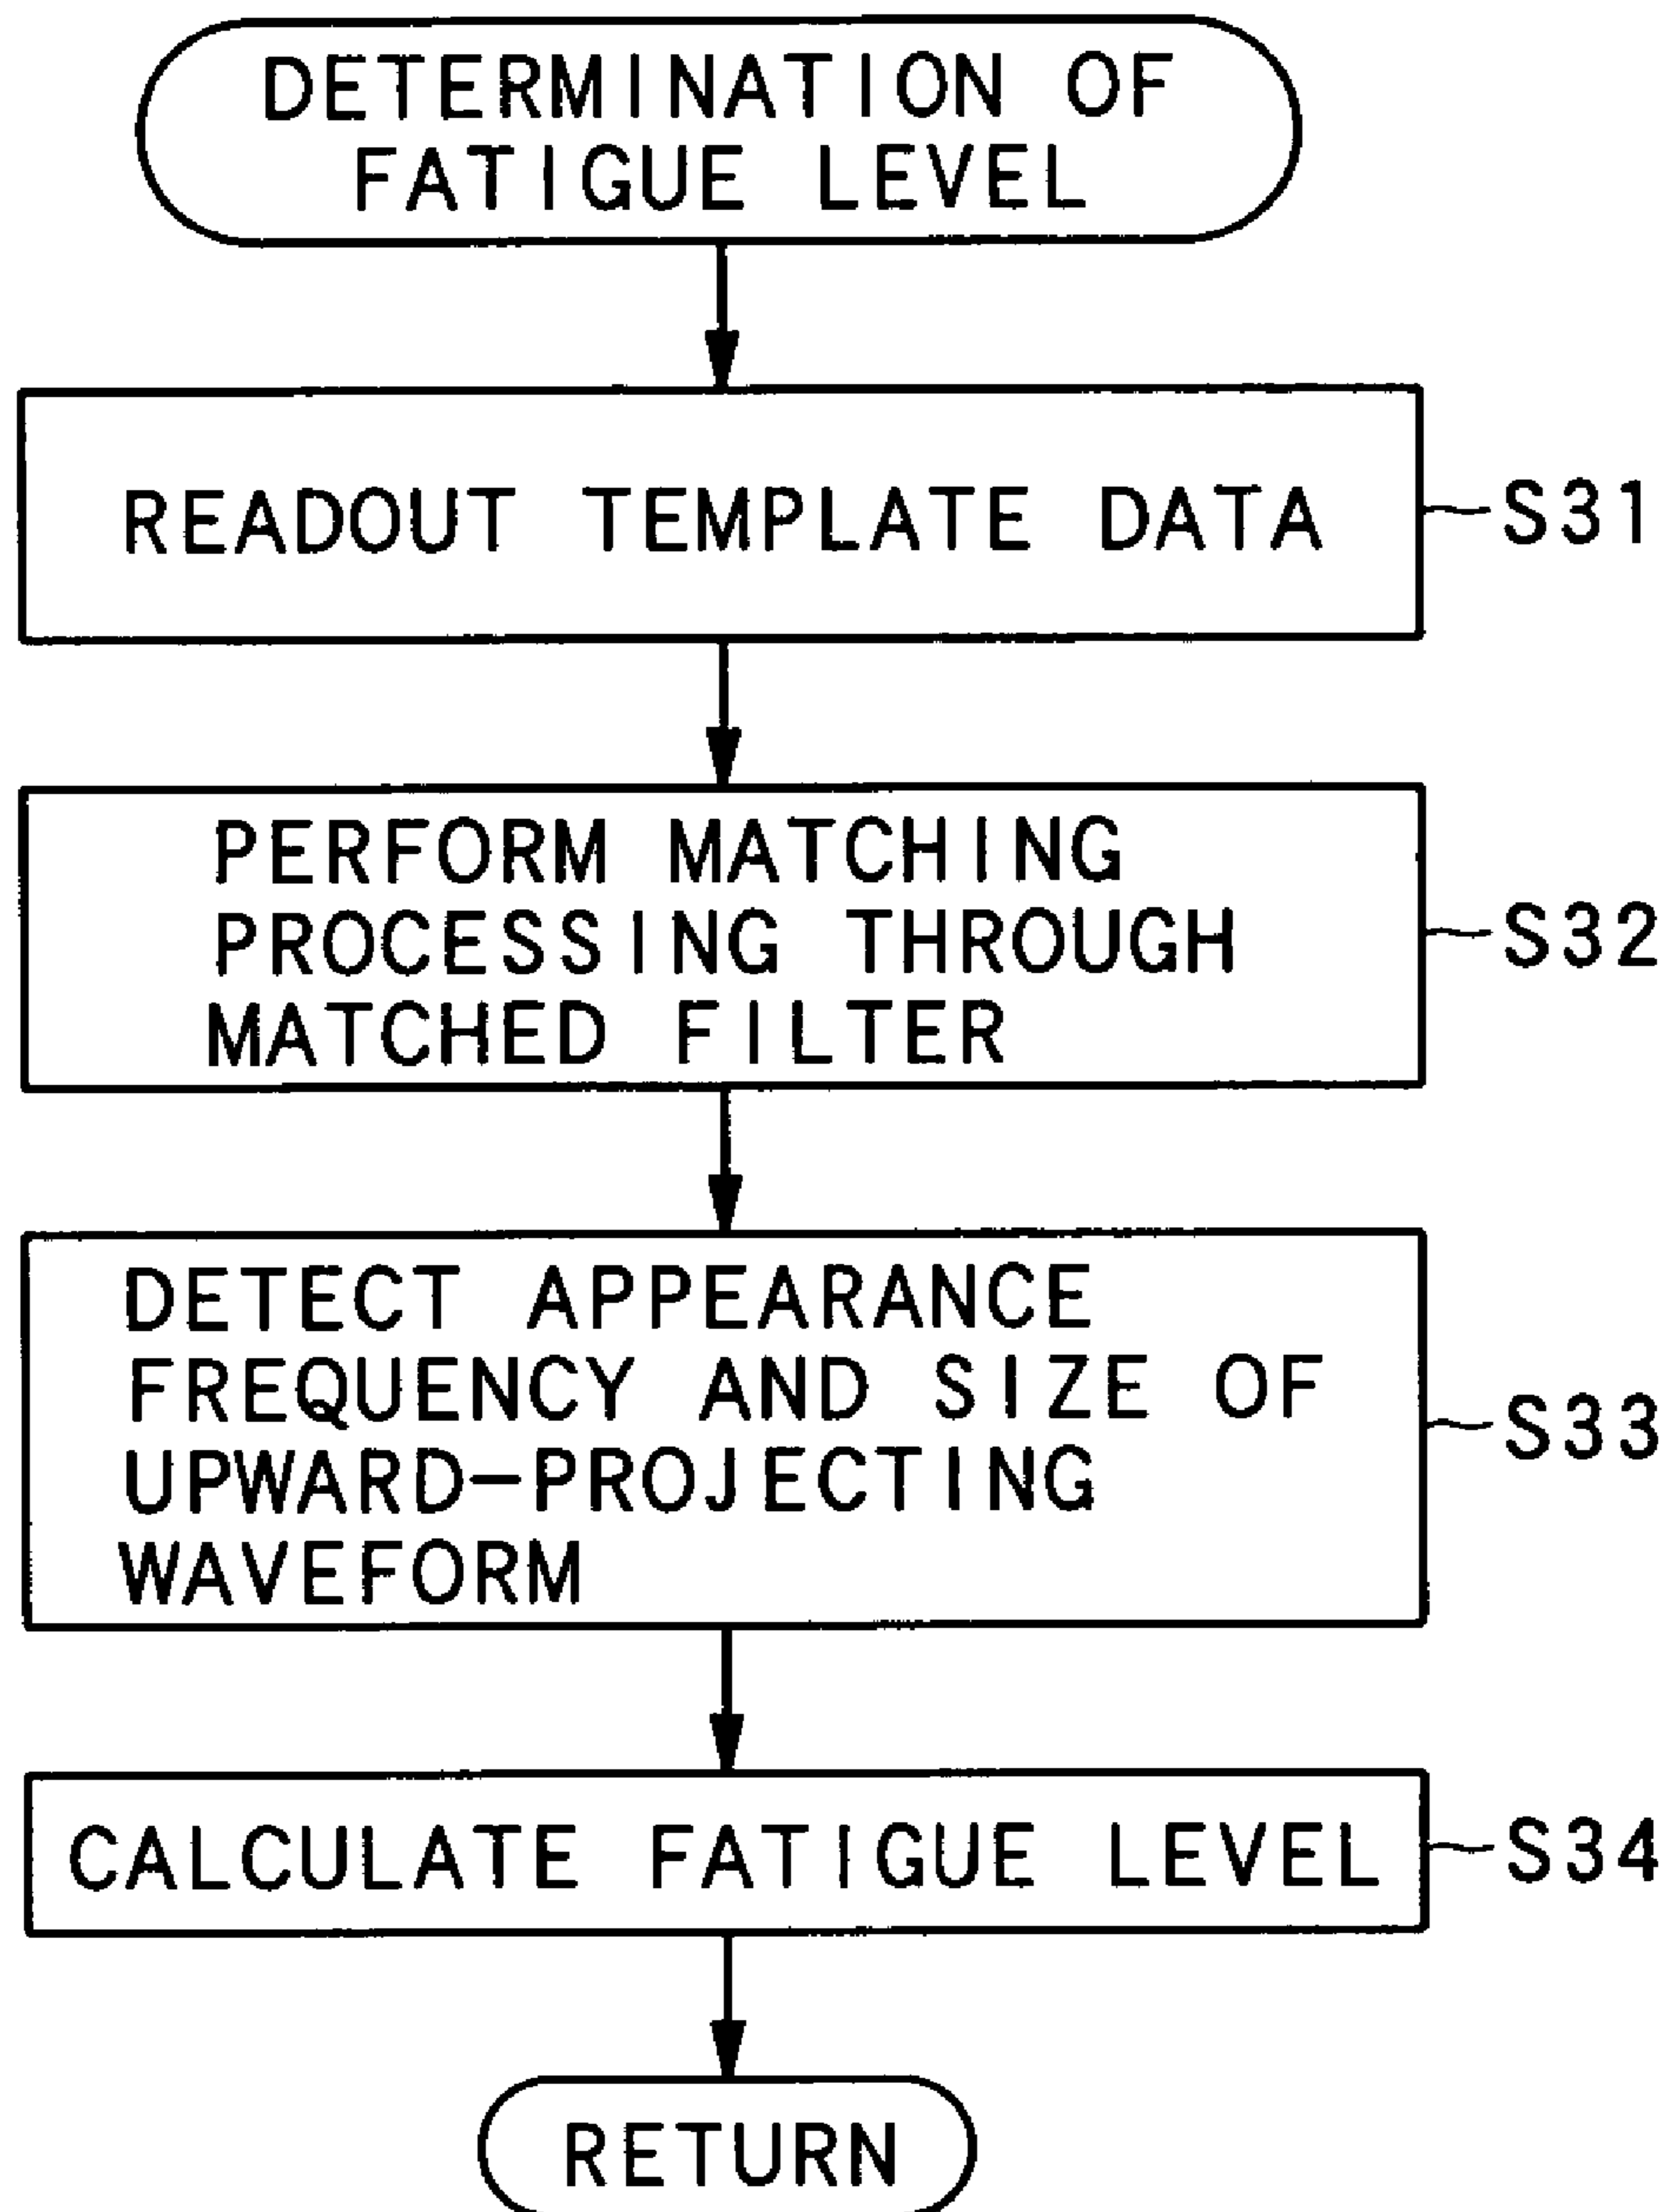 DETERMINATION OF
FATIGUE LEVEL
READOUT TEMPLATE DATA
S31
PERFORM MATCHING
PROCESSING THROUGH
MATCHED FILTER
S32
DETECT APPEARANCE
FREQUENCY AND SIZE OF
UPWARD-PROJECTING
WAVEFORM
S33
CALCULATE FATIGUE LEVEL
S34
RETURN